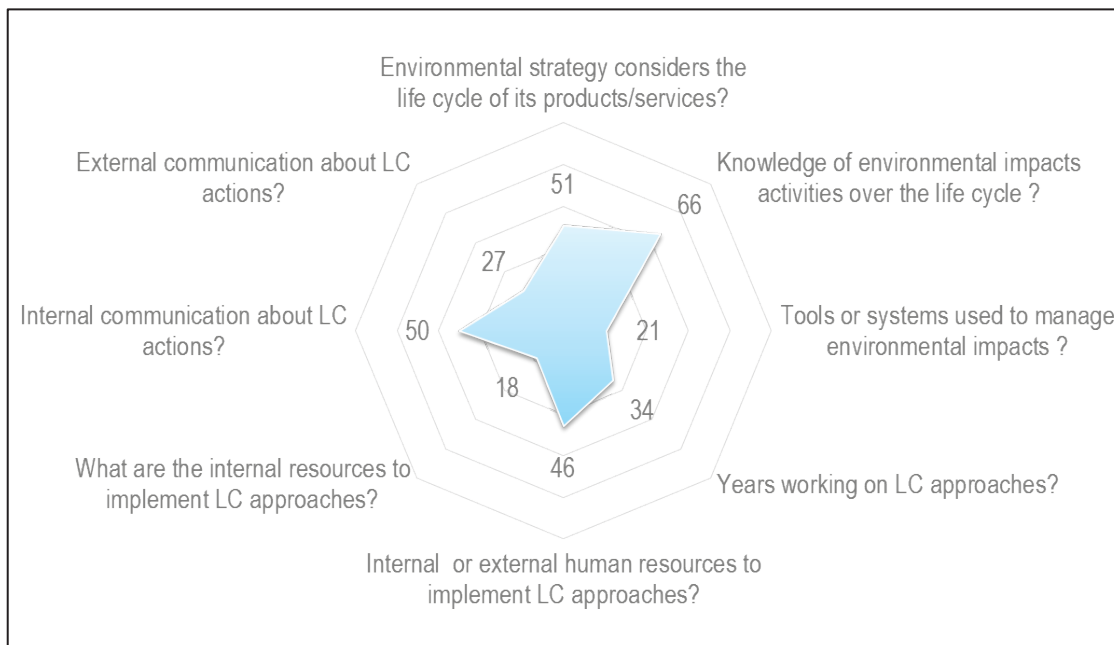 Environmental strategy considers the
life cycle of its products/services?
Knowledge of environmental impacts
activities over the life cycle ?
Tools or systems used to manage
environmental impacts ?
Years working on LC approaches?
Internal or external human resources to
implement LC approaches?
What are the internal resources to
implement LC approaches?
Internal communication about LC
actions?
External communication about LC
actions?
51
66
21
34
46
18
50
27